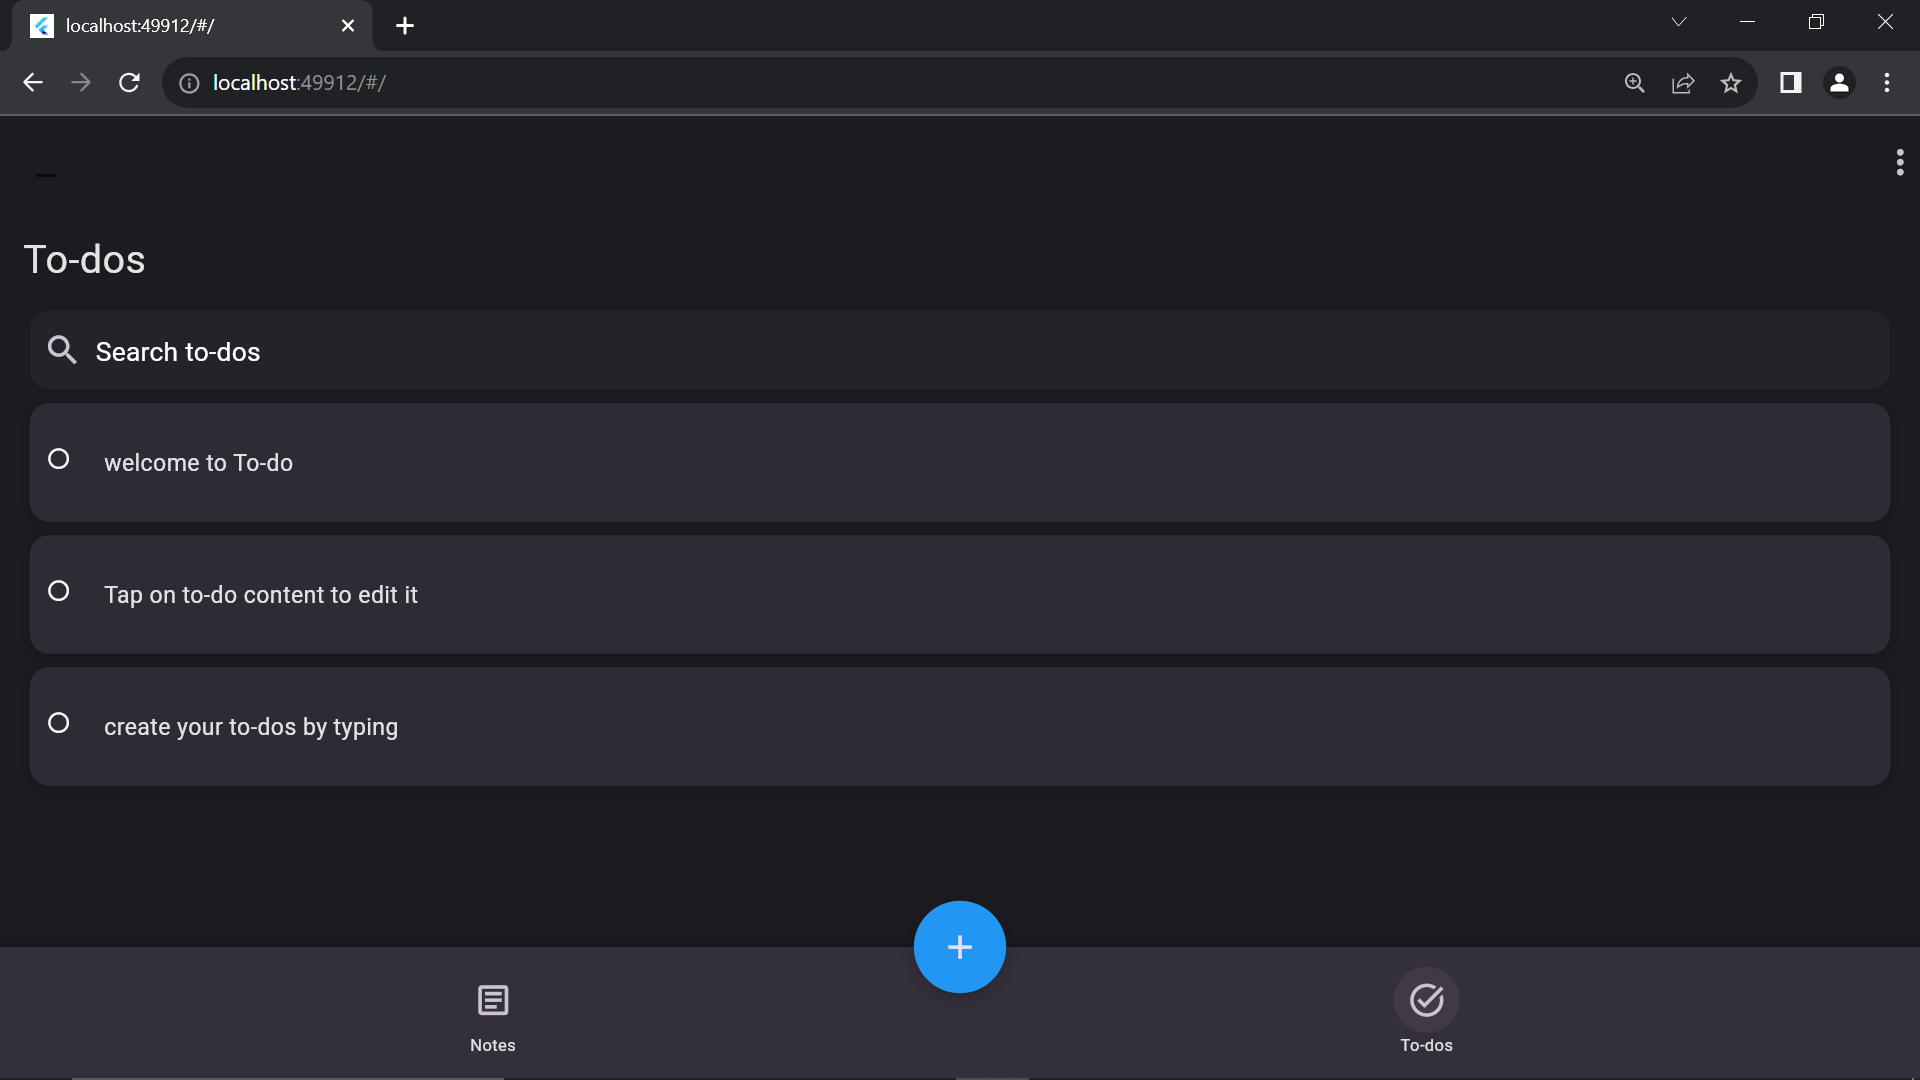 localhost:49912/#/
localhost:49912/#/
To-dos
Search to-dos
welcome to To-do
Tap on to-do content to edit it
create your to-dos by typing
Notes
To-dos